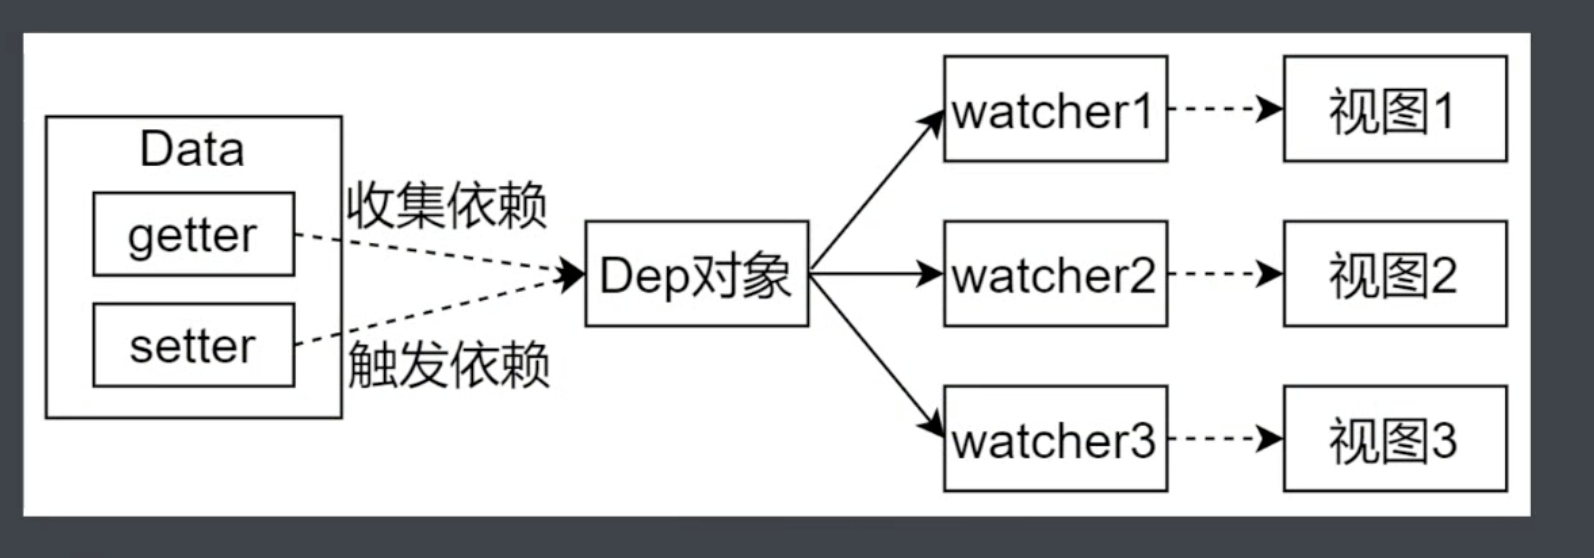 Data
getter
setter
收集依赖
触发依赖
Dep对象
watcher1
视图1
watcher2
视图2
watcher3
视图3